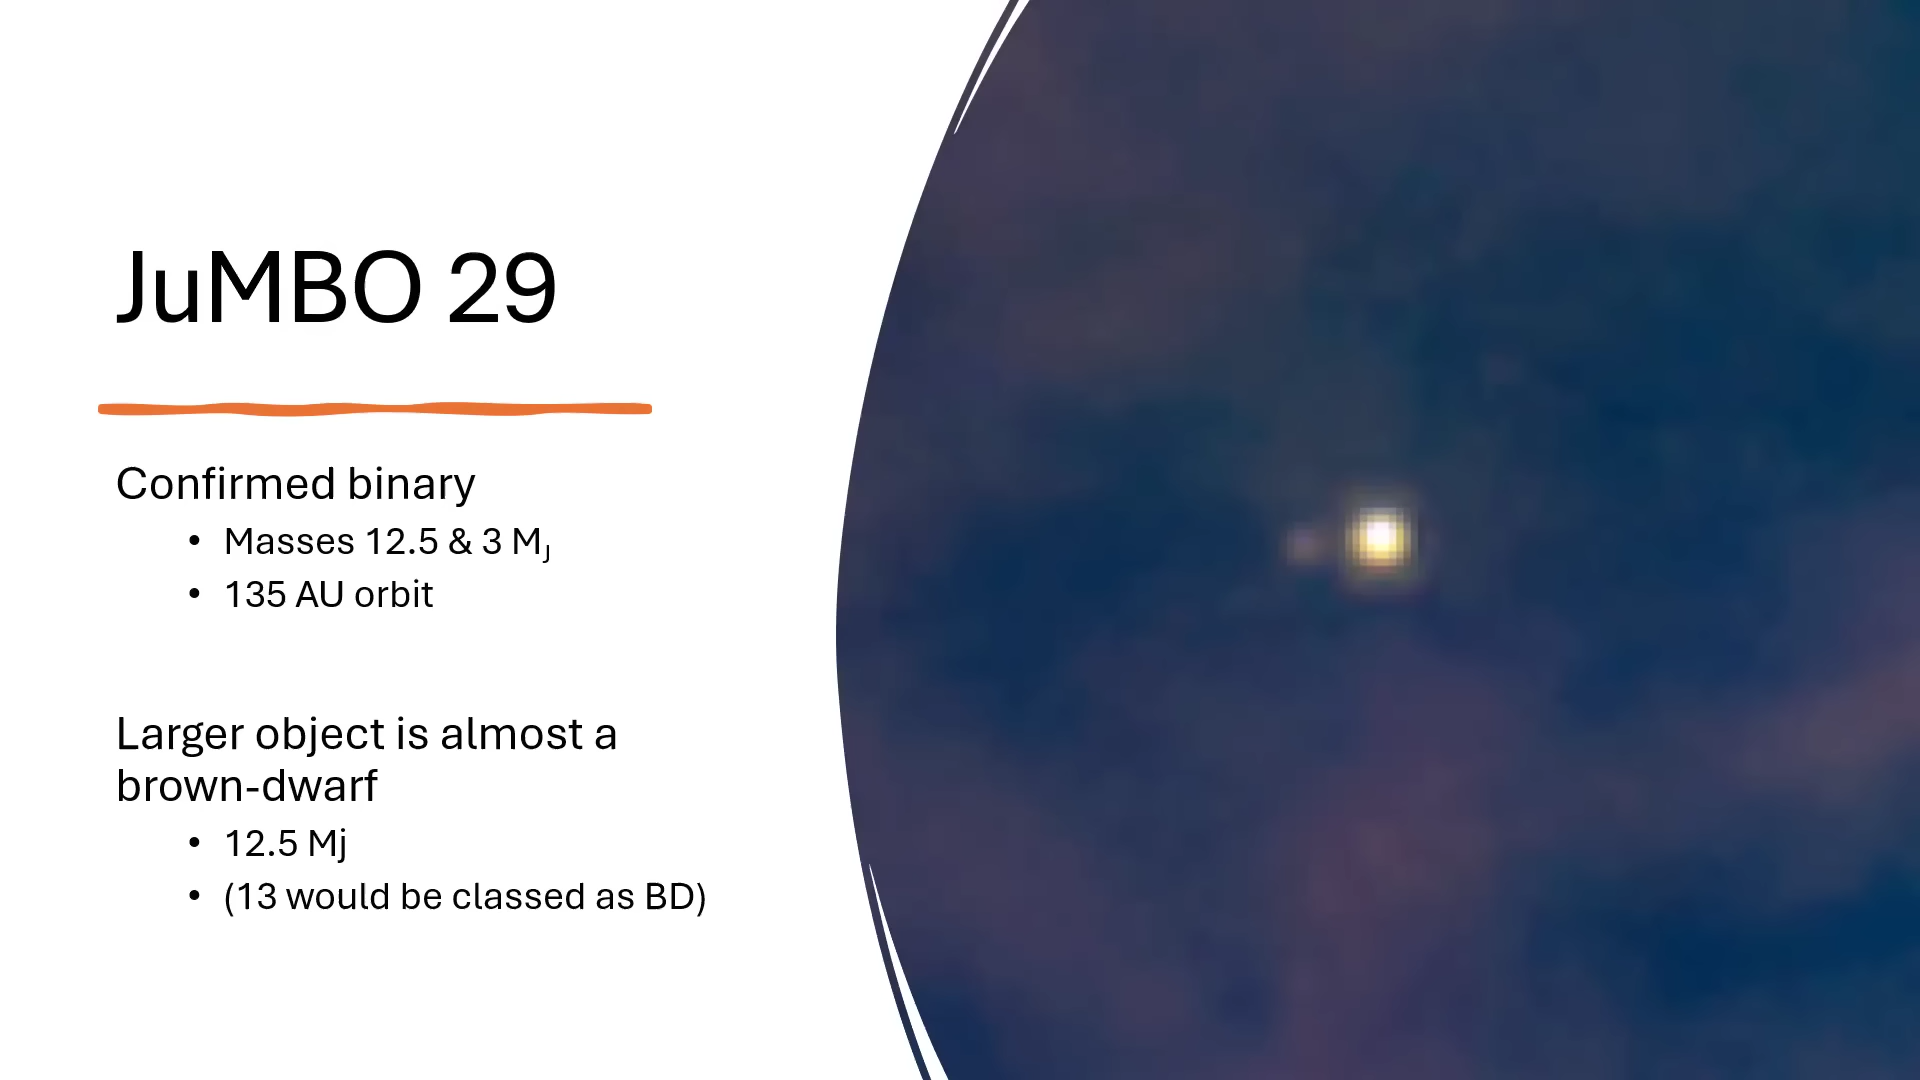 JuMBO 29
Confirmed binary
• Masses 12.5 & 3 MJ
• 135 AU orbit
Larger object is almost a
brown-dwarf
• 12.5 Mj
• (13 would be classed as BD)